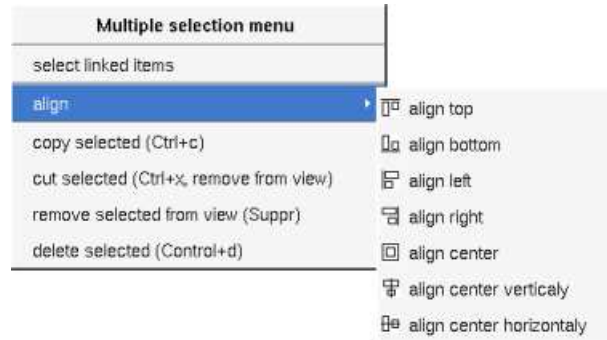 Multiple selection menu
select linked items
align
copy selected (Ctrl+c)
cut selected (Ctrl+x, remove from view)
remove selected from view (Suppr)
delete selected (Control+d)
align top
align bottom
align left
align right
align center
align center verticaly
align center horizontaly